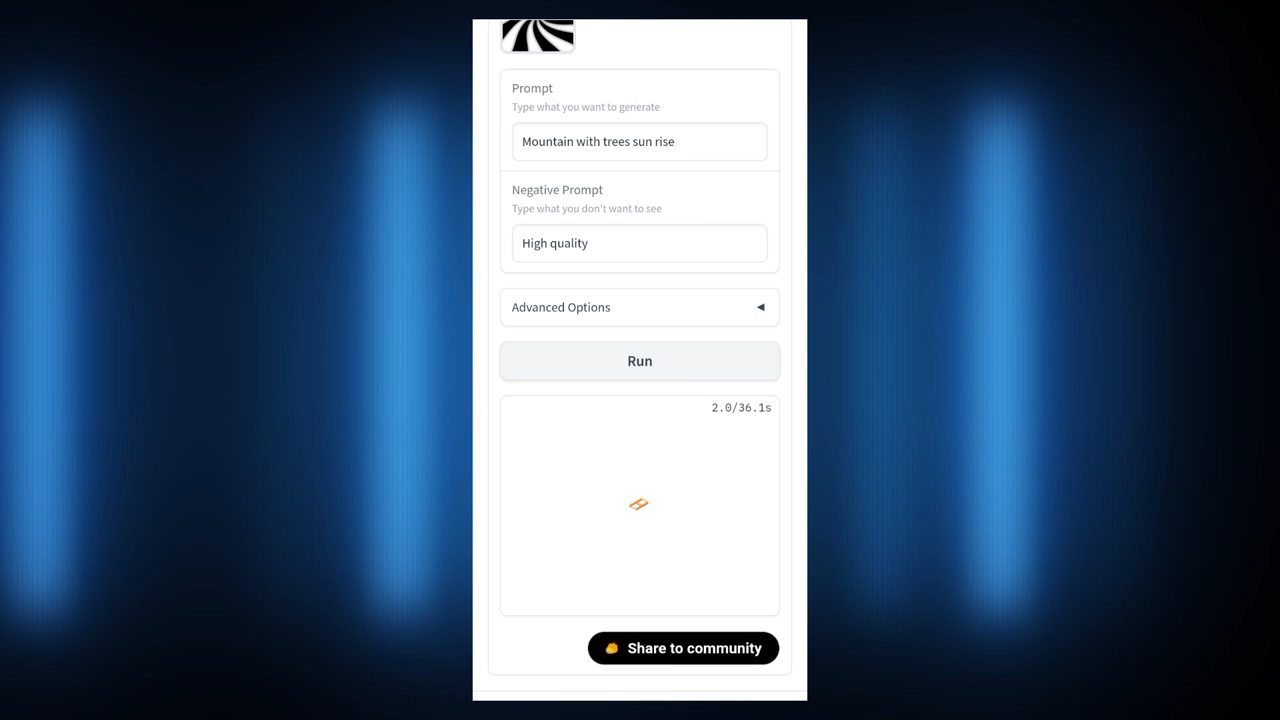 Prompt
Type what you want to generate
Mountain with trees sun rise
Negative Prompt
Type what you don't want to see
High quality
Advanced Options
Run
2.0/36.1s
Share to community